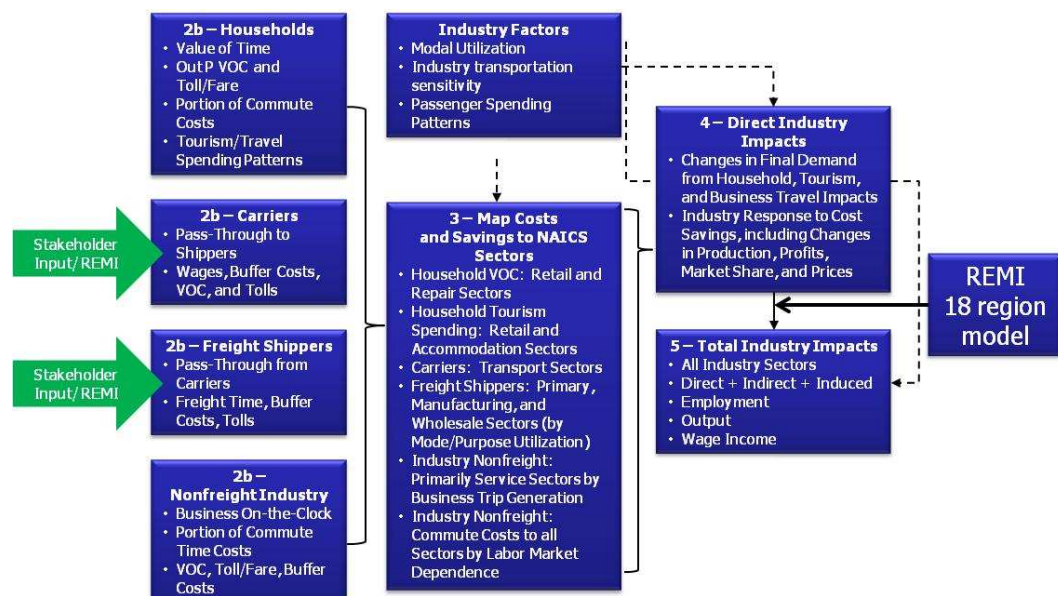 2b – Households
• Value of Time
• Out P VOC and
Toll/Fare
• Portion of Commute
Costs
• Tourism/Travel
Spending Patterns
Stakeholder
Input/ REMI
2b – Carriers
• Pass-Through to
Shippers
• Wages, Buffer Costs,
VOC, and Tolls
Stakeholder
Input/ REMI
2b – Freight Shippers
• Pass-Through from
Carriers
• Freight Time, Buffer
Costs, Tolls
2b –
Nonfreight Industry
• Business On-the-Clock
• Portion of Commute
Time Costs
• VOC, Toll/Fare, Buffer
Costs
Industry Factors
• Modal Utilization
• Industry transportation
sensitivity
• Passenger Spending
Patterns
3 – Map Costs
and Savings to NAICS
Sectors
• Household VOC: Retail and
Repair Sectors
• Household Tourism
Spending: Retail and
Accommodation Sectors
• Carriers: Transport Sectors
• Freight Shippers: Primary,
Manufacturing, and
Wholesale Sectors (by
Mode/Purpose Utilization)
• Industry Nonfreight:
Primarily Service Sectors by
Business Trip Generation
• Industry Nonfreight:
Commute Costs to all
Sectors by Labor Market
Dependence
4 – Direct Industry
Impacts
• Changes in Final Demand
from Household, Tourism,
and Business Travel Impacts
• Industry Response to Cost
Savings, including Changes
in Production, Profits,
Market Share, and Prices
5 – Total Industry Impacts
• All Industry Sectors
• Direct + Indirect + Induced
• Employment
• Output
• Wage Income
REMI
18 region
model